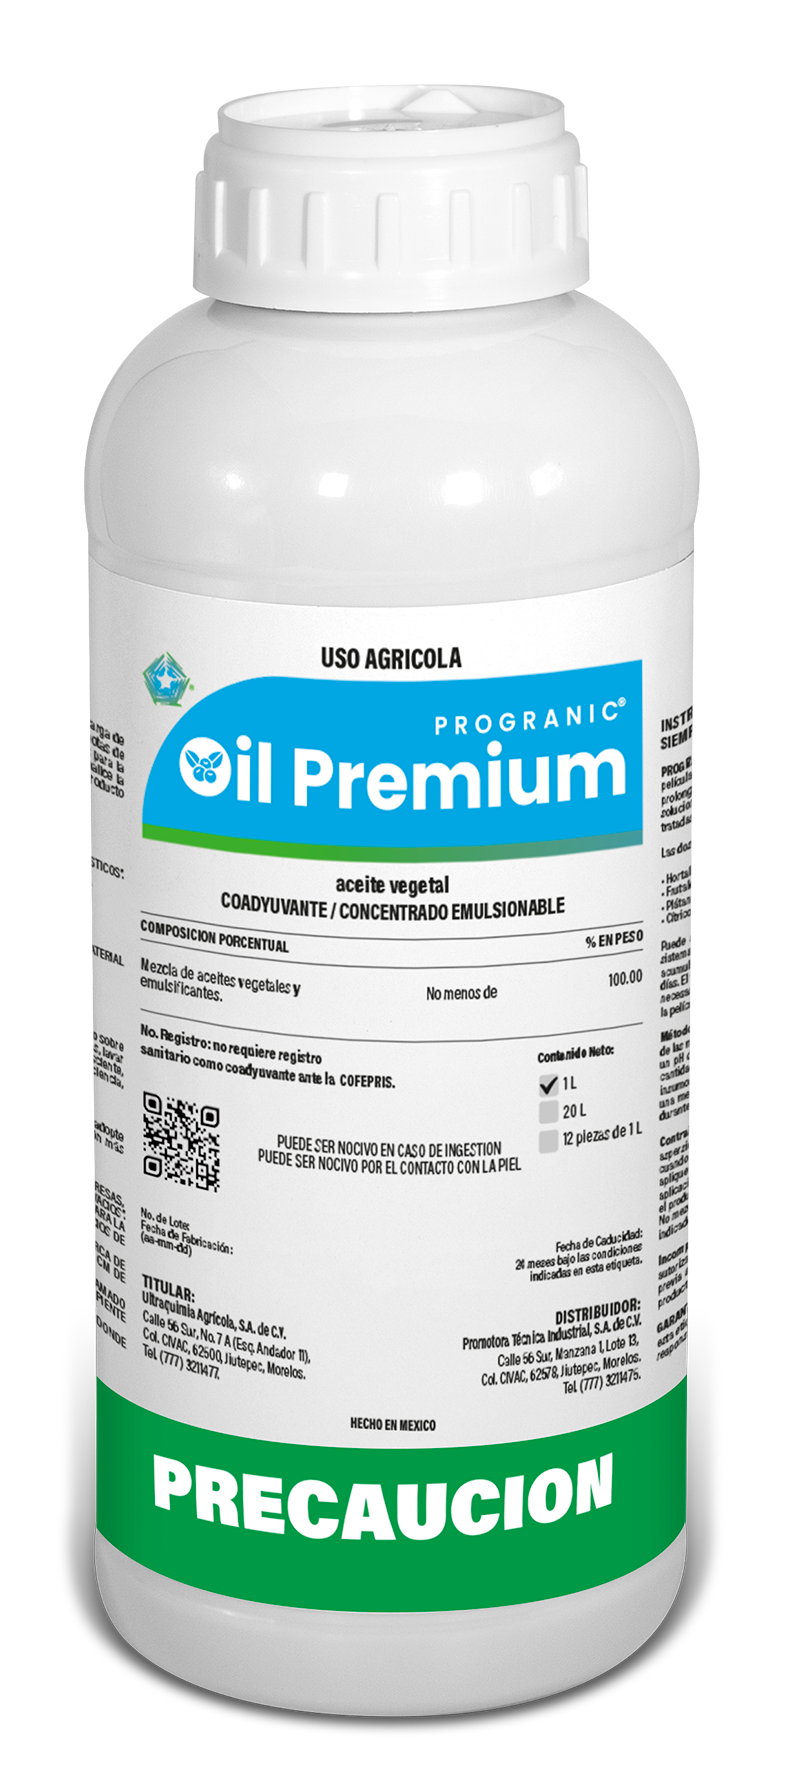 USO AGRICOLA
PROGRANIC®
Oil Premium
aceite vegetal
COADYUVANTE / CONCENTRADO EMULSIONABLE
COMPOSICION PORCENTUAL
% EN PESO
Mezcla de aceites vegetales y
emulsificantes.
No menos de
100.00
No. Registro: no requiere registro
sanitario como coadyuvante ante la COFEPRIS.
Contenido Neto:
1 L
20 L
12 piezas de 1 L
PUEDE SER NOCIVO EN CASO DE INGESTION
PUEDE SER NOCIVO POR EL CONTACTO CON LA PIEL
No. de Lote:
Fecha de Fabricación:
(aa-mm-dd)
Fecha de Caducidad:
24 meses bajo las condiciones
indicadas en esta etiqueta.
TITULAR:
Ultraquimia Agrícola, S.A. de C.V.
Calle 56 Sur, No. 7 A (Esq. Andador 11),
Col. CIVAC, 62500, Jiutepec, Morelos.
Tel. (777) 3211477.
DISTRIBUIDOR:
Promotora Técnica Industrial, S.A. de C.V.
Calle 56 Sur, Manzana 1, Lote 13,
Col. CIVAC, 62578, Jiutepec, Morelos.
Tel. (777) 3211475.
HECHO EN MEXICO
PRECAUCION